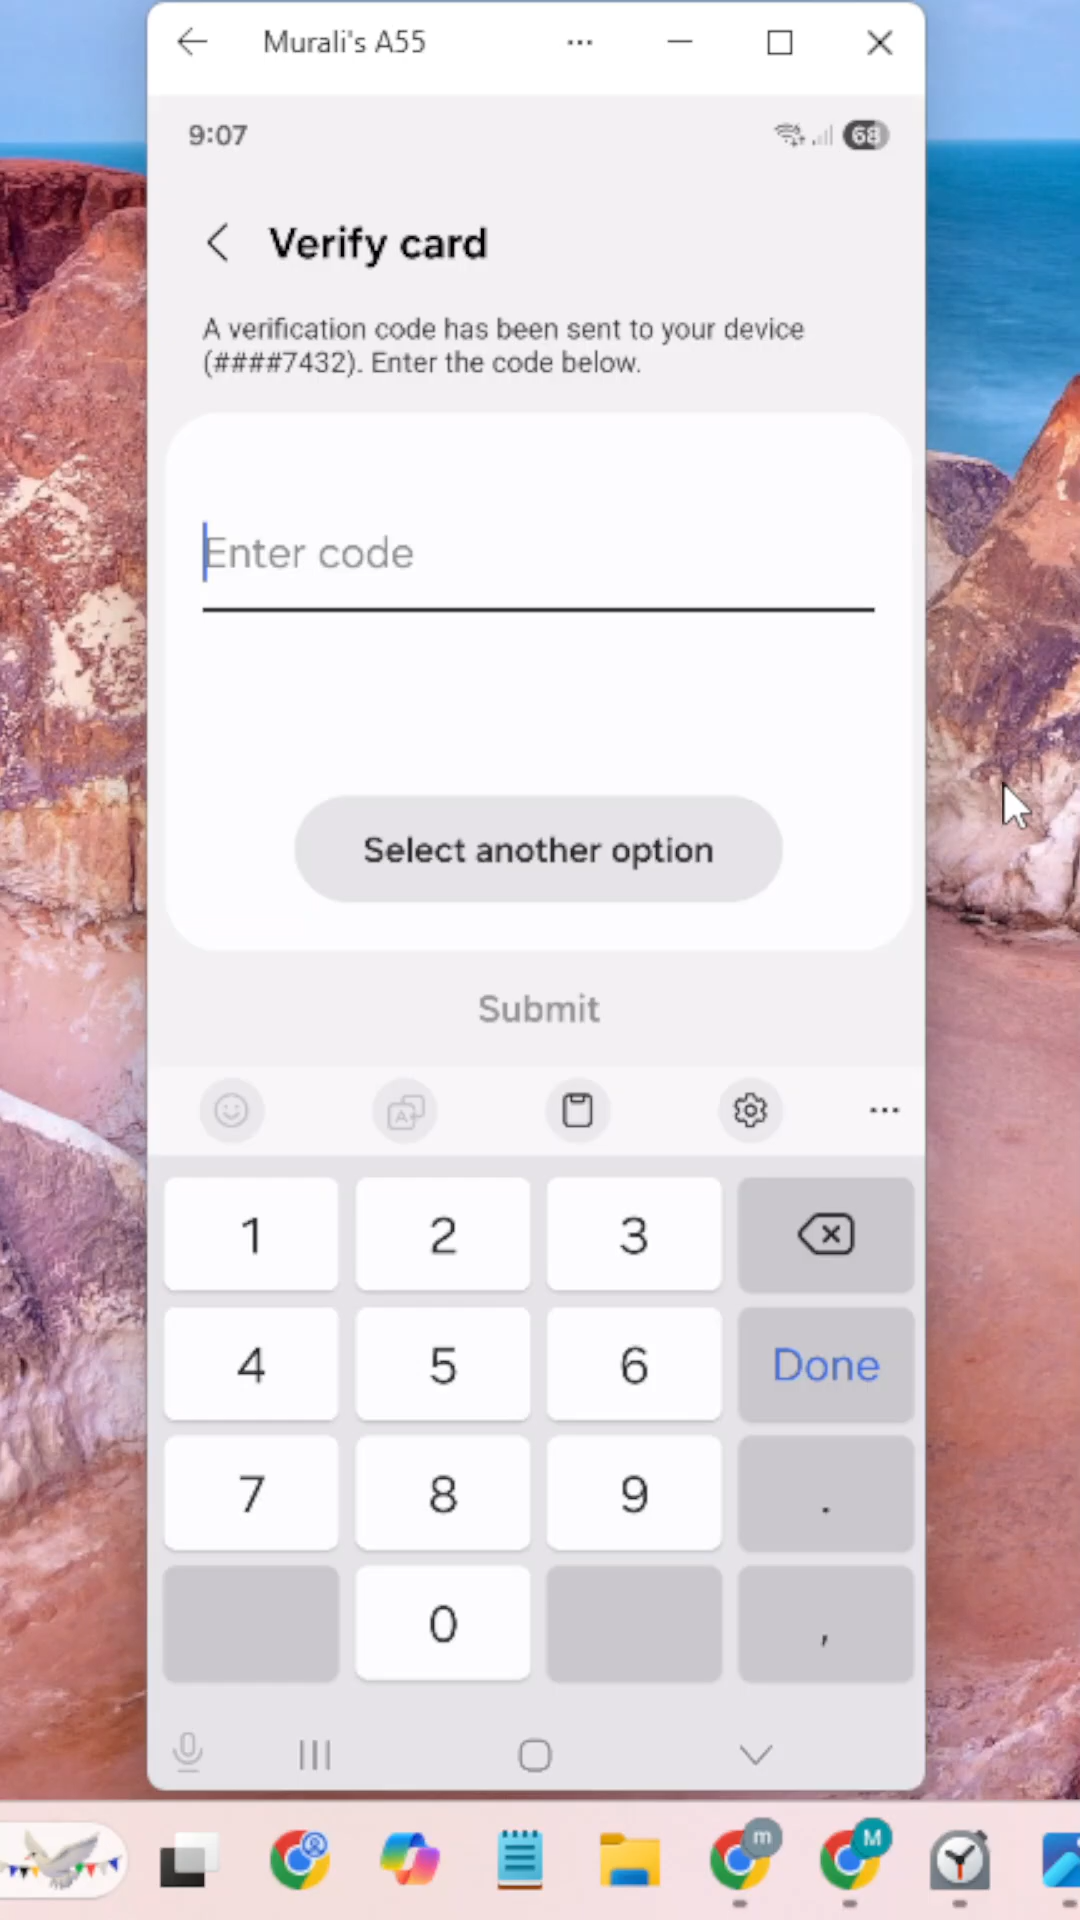 Murali's A55
9:07
68
Verify card
A verification code has been sent to your device
(####7432). Enter the code below.
Enter code
Select another option
Submit
1 2 3
4 5 6 Done
7 8 9 .
0 ,
m M